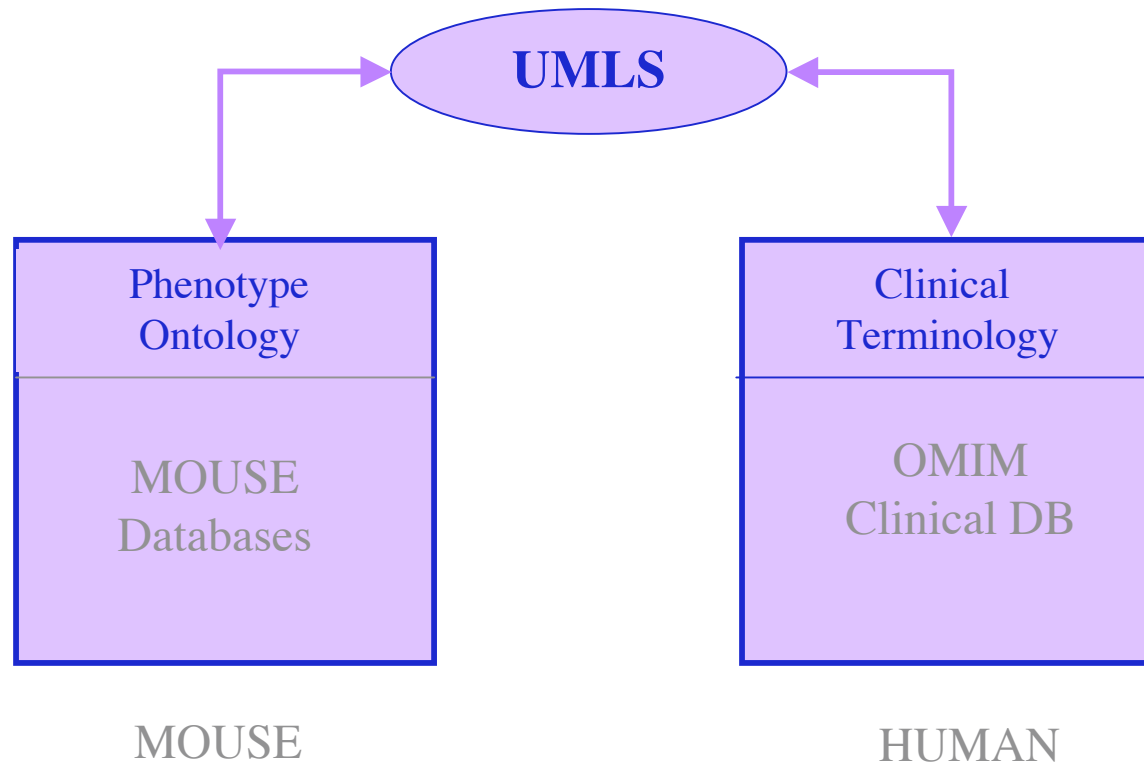 UMLS
Phenotype
Ontology
MOUSE
Databases
MOUSE
Clinical
Terminology
OMIM
Clinical DB
HUMAN